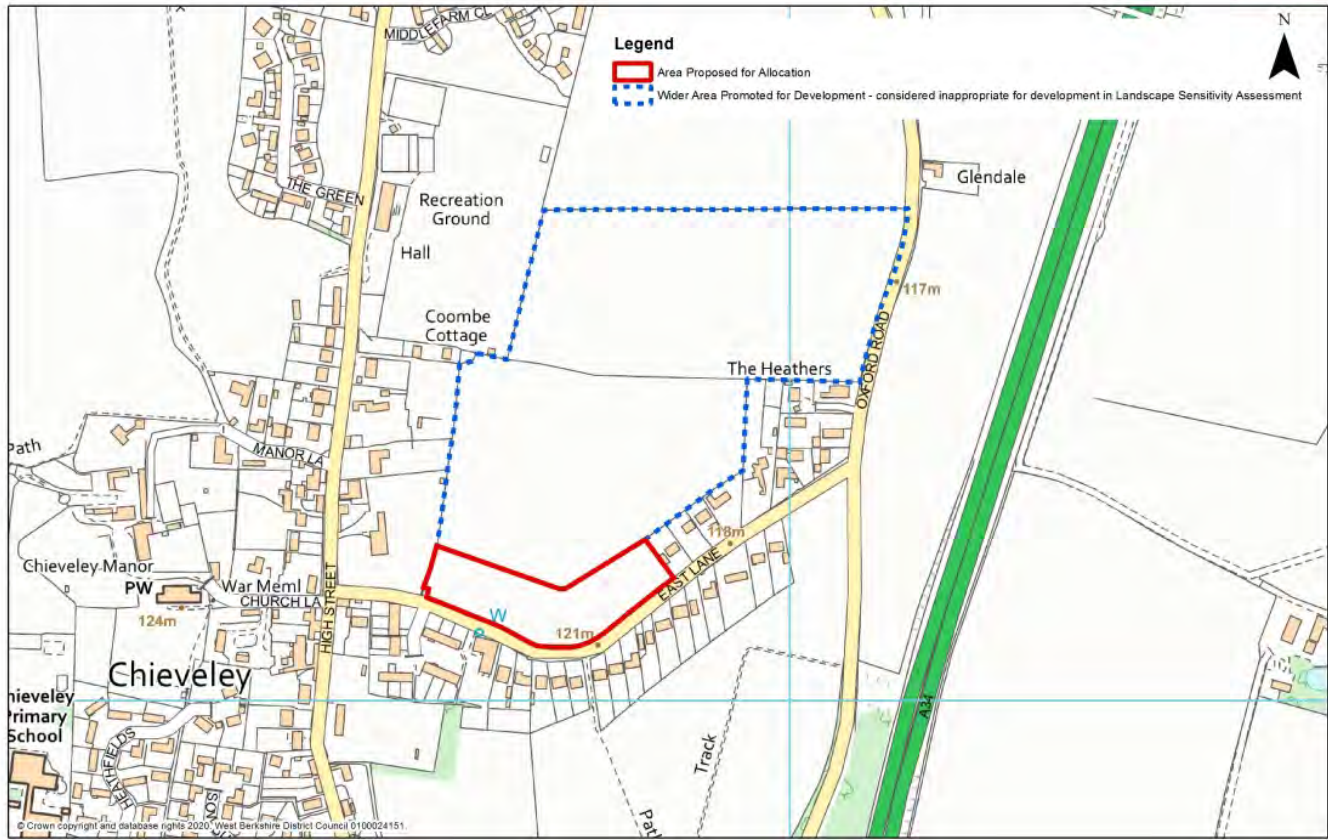 MIDDLEFARM CL
N
Legend
Area Proposed for Allocation
Wider Area Promoted for Development - considered inappropriate for development in Landscape Sensitivity Assessment
Glendale
THE GREEN
Recreation
Ground
Hall
117m
Coombe
Cottage
The Heathers
OXFORD ROAD
Path
MANOR LA
118m
EAST LANE
Chieveley Manor
PW
War Meml
CHURCH LA
HIGH STREET
W
124m
121m
Chieveley
hieveley
Primary
School
HEATHFIELDS
Track
A34
Path
© Crown copyright and database rights 2020. West Berkshire District Council 0100024151.